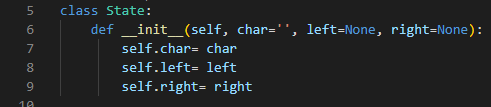 5 class State:
6     def __init__(self, char='', left=None, right=None):
7         self.char= char
8         self.left= left
9         self.right= right
10